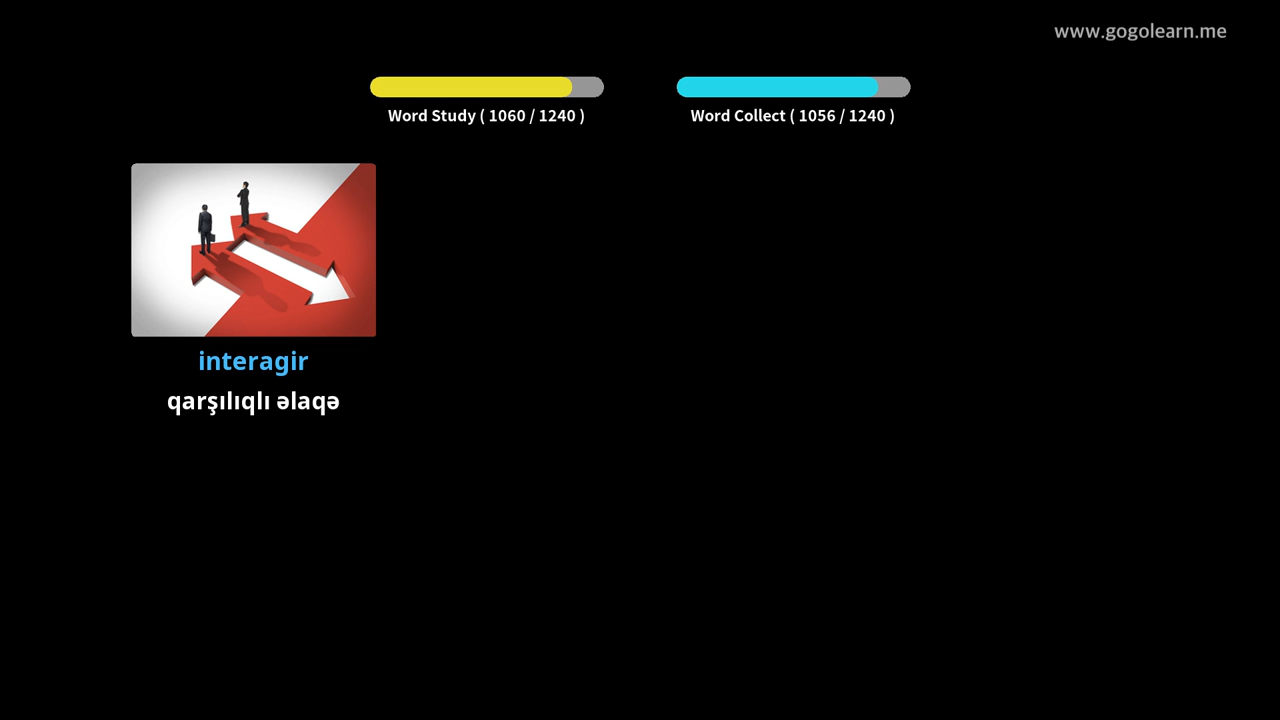 www.gogolearn.me
Word Study ( 1060 / 1240 )
Word Collect ( 1056 / 1240 )
interagir
qarşılıqlı əlaqə